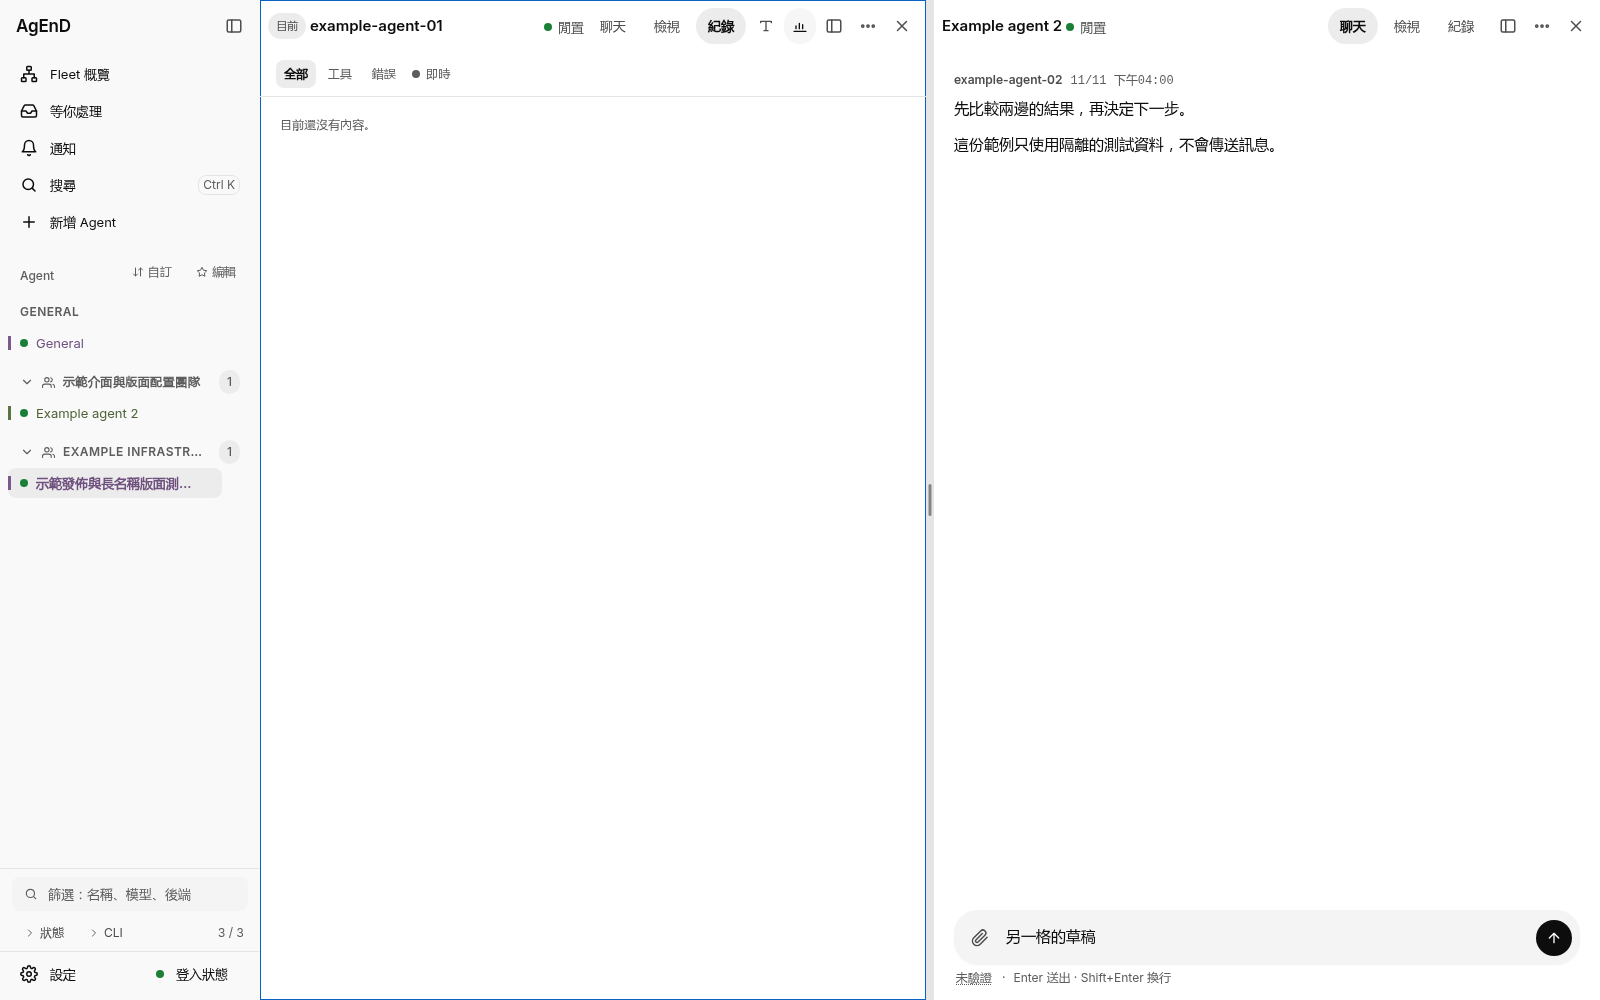 AgEnD
Fleet 概覽
等你處理
通知
搜尋 Ctrl K
新增 Agent
Agent 自訂 編輯
GENERAL
General
示範介面與版面配置團隊 1
Example agent 2
EXAMPLE INFRASTR... 1
示範發佈與長名稱版面測...
篩選：名稱、模型、後端
狀態 CLI 3 / 3
設定 登入狀態
目前 example-agent-01 閒置 聊天 檢視 紀錄
全部 工具 錯誤 即時
目前還沒有內容。
Example agent 2 閒置 聊天 檢視 紀錄
example-agent-02 11/11 下午04:00
先比較兩邊的結果，再決定下一步。
這份範例只使用隔離的測試資料，不會傳送訊息。
另一格的草稿
未驗證 · Enter 送出 · Shift+Enter 換行